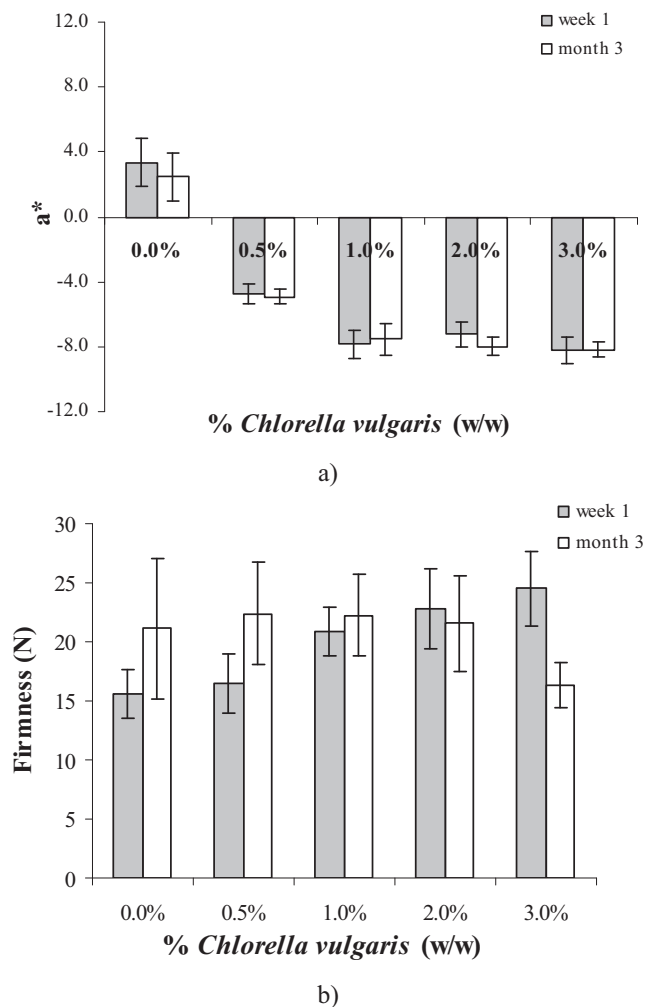 12.0
8.0
4.0
0.0
-4.0
-8.0
-12.0
a*
week 1
month 3
0.0% 0.5% 1.0% 2.0% 3.0%
% Chlorella vulgaris (w/w)
a)
30
25
20
15
10
5
0
Firmness (N)
week 1
month 3
0.0% 0.5% 1.0% 2.0% 3.0%
% Chlorella vulgaris (w/w)
b)